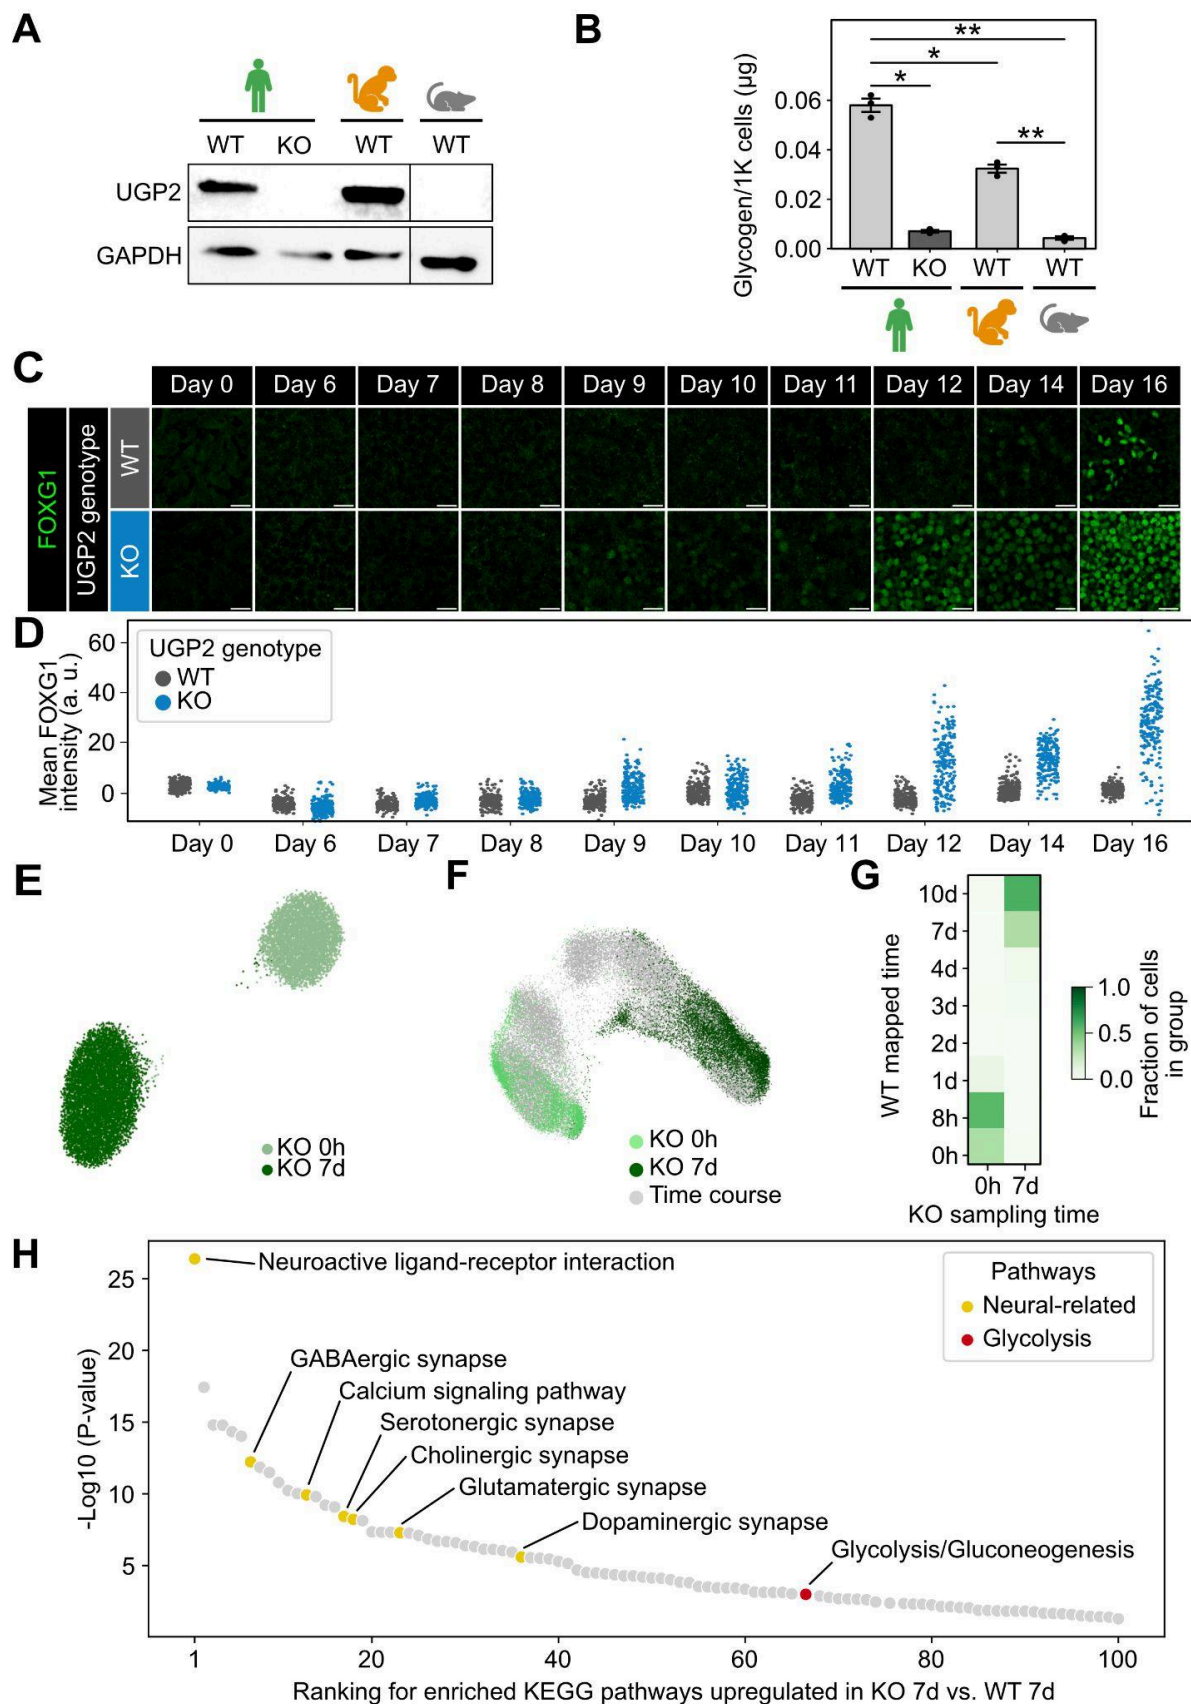 A
WT KO WT WT
UGP2
GAPDH
B
Glycogen/1K cells (µg)
0.06
0.04
0.02
0.00
** * * **
WT KO WT WT
C
Day 0 Day 6 Day 7 Day 8 Day 9 Day 10 Day 11 Day 12 Day 14 Day 16
FOXG1
UGP2 genotype
WT
KO
D
Mean FOXG1
intensity (a. u.)
60
40
20
0
UGP2 genotype
WT
KO
Day 0 Day 6 Day 7 Day 8 Day 9 Day 10 Day 11 Day 12 Day 14 Day 16
E
KO 0h
KO 7d
F
KO 0h
KO 7d
Time course
G
WT mapped time
10d
7d
4d
3d
2d
1d
8h
0h
0h 7d
KO sampling time
1.0
0.5
0.0
Fraction of cells
in group
H
-Log10 (P-value)
25
20
15
10
5
Neuroactive ligand-receptor interaction
GABAergic synapse
Calcium signaling pathway
Serotonergic synapse
Cholinergic synapse
Glutamatergic synapse
Dopaminergic synapse
Glycolysis/Gluconeogenesis
Pathways
Neural-related
Glycolysis
1 20 40 60 80 100
Ranking for enriched KEGG pathways upregulated in KO 7d vs. WT 7d